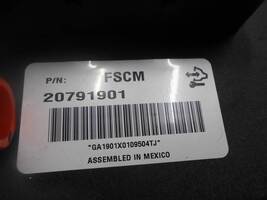 P/N: FSCM
20791901
"GA1901X0109504TJ"
ASSEMBLED IN MEXICO